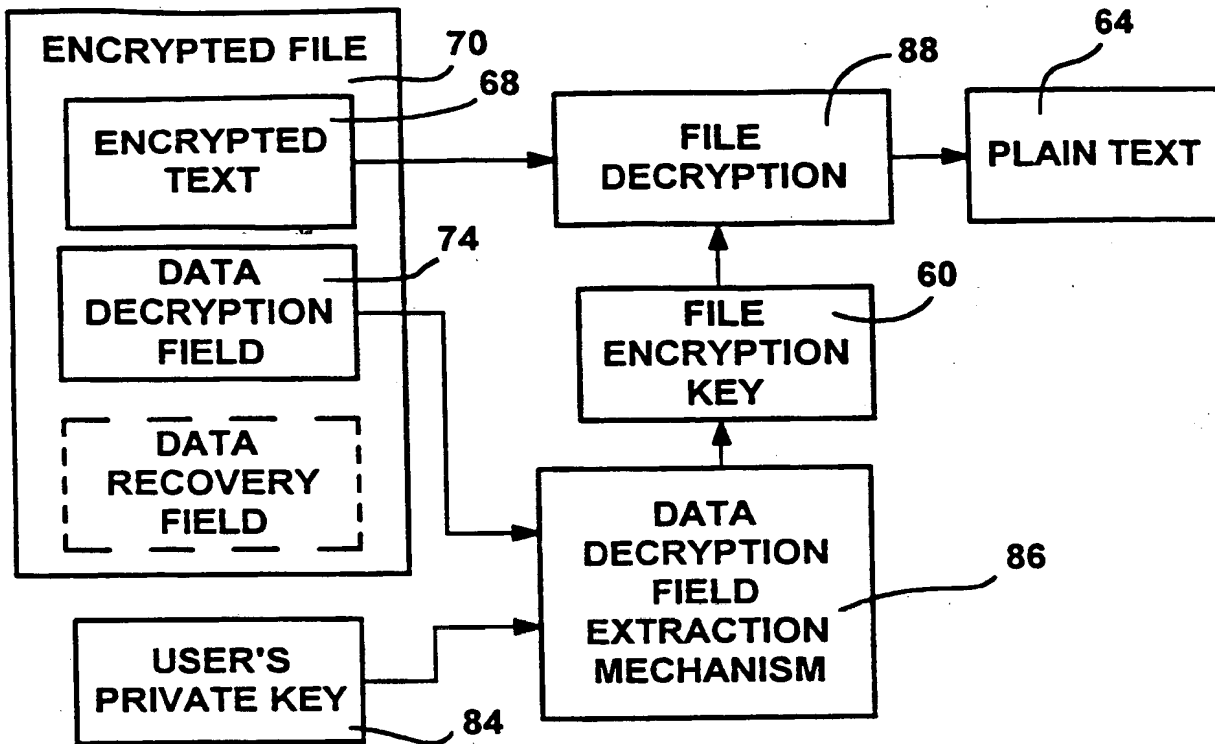 ENCRYPTED FILE
70
68
ENCRYPTED
TEXT
88
FILE
DECRYPTION
64
PLAIN TEXT
74
DATA
DECRYPTION
FIELD
60
FILE
ENCRYPTION
KEY
DATA
RECOVERY
FIELD
DATA
DECRYPTION
FIELD
EXTRACTION
MECHANISM
86
USER'S
PRIVATE KEY
84